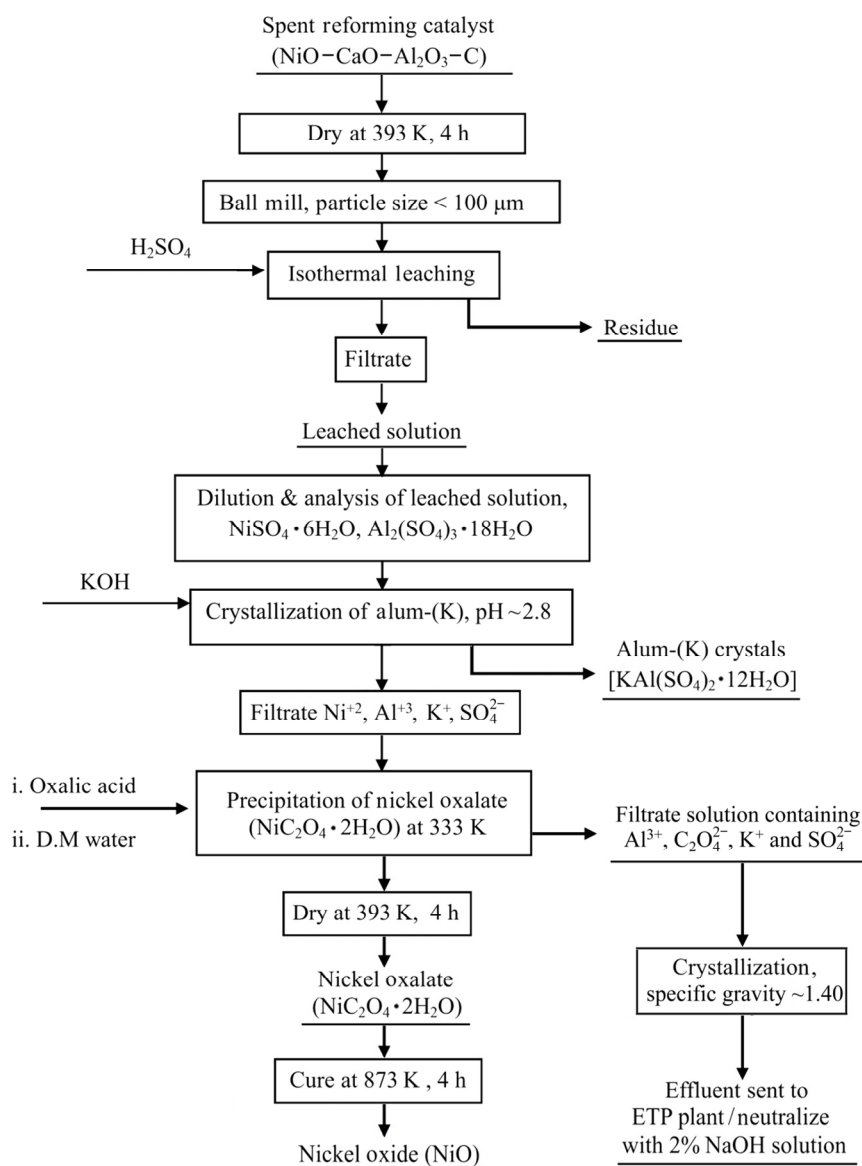 Spent reforming catalyst
(NiO−CaO−Al₂O₃−C)
Dry at 393 K, 4 h
Ball mill, particle size < 100 μm
H₂SO₄
Isothermal leaching
Residue
Filtrate
Leached solution
Dilution & analysis of leached solution,
NiSO₄·6H₂O, Al₂(SO₄)₃·18H₂O
KOH
Crystallization of alum-(K), pH ~2.8
Alum-(K) crystals
[KAl(SO₄)₂·12H₂O]
Filtrate Ni⁺², Al⁺³, K⁺, SO₄²⁻
i. Oxalic acid
ii. D.M water
Precipitation of nickel oxalate
(NiC₂O₄·2H₂O) at 333 K
Filtrate solution containing
Al³⁺, C₂O₄²⁻, K⁺ and SO₄²⁻
Dry at 393 K, 4 h
Nickel oxalate
(NiC₂O₄·2H₂O)
Crystallization,
specific gravity ~1.40
Cure at 873 K , 4 h
Nickel oxide (NiO)
Effluent sent to
ETP plant/neutralize
with 2% NaOH solution